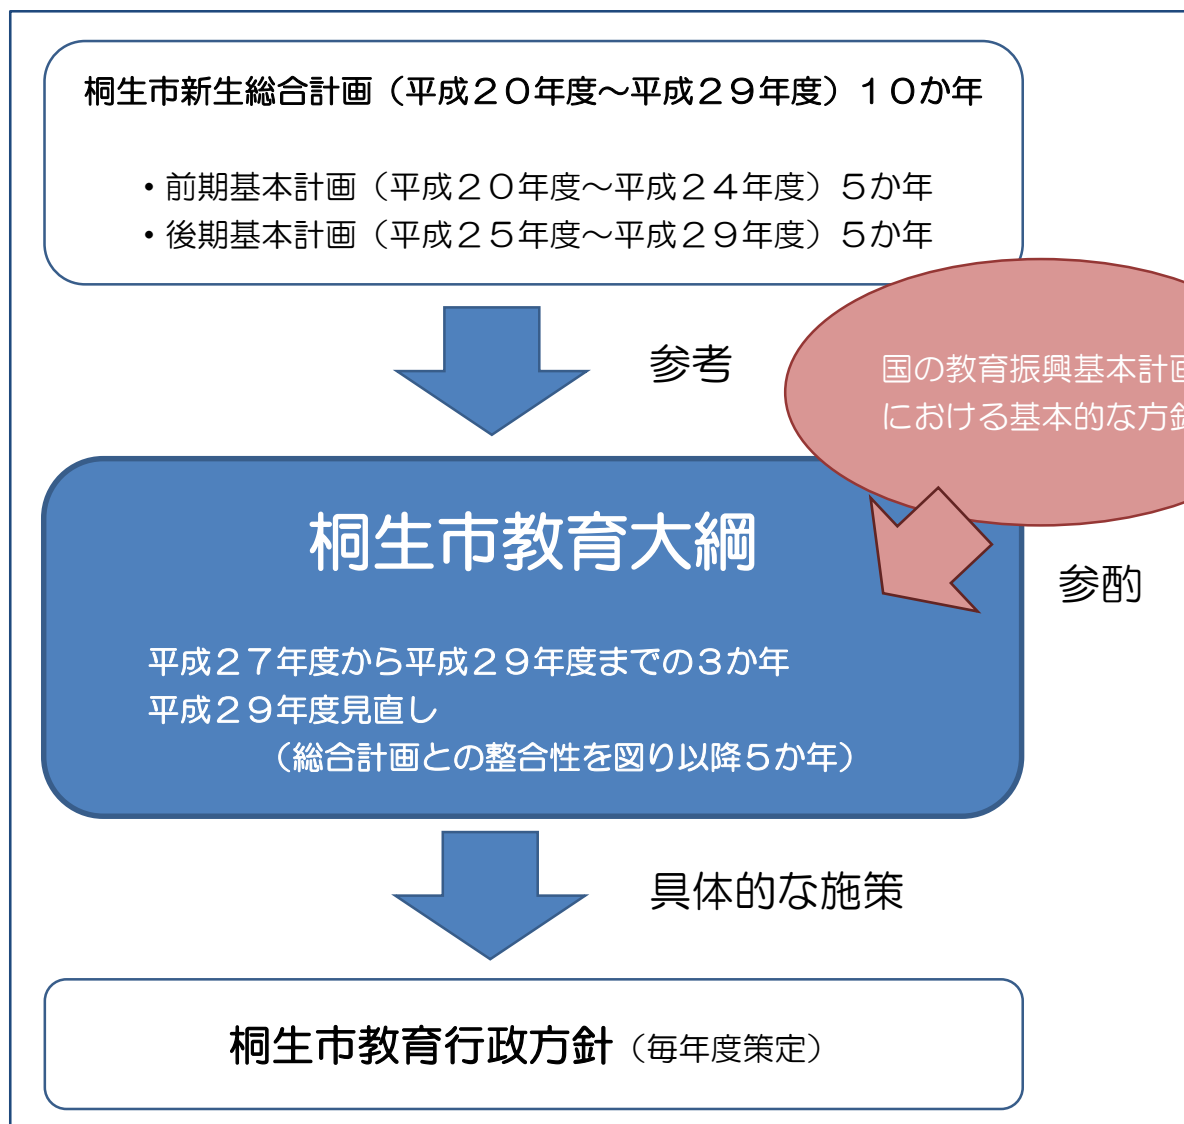 桐生市新生総合計画（平成２０年度～平成２９年度）１０か年
・前期基本計画（平成２０年度～平成２４年度）５か年
・後期基本計画（平成２５年度～平成２９年度）５か年
参考
国の教育振興基本計画
における基本的な方針
桐生市教育大綱
参酌
平成２７年度から平成２９年度までの３か年
平成２９年度見直し
（総合計画との整合性を図り以降５か年）
具体的な施策
桐生市教育行政方針（毎年度策定）